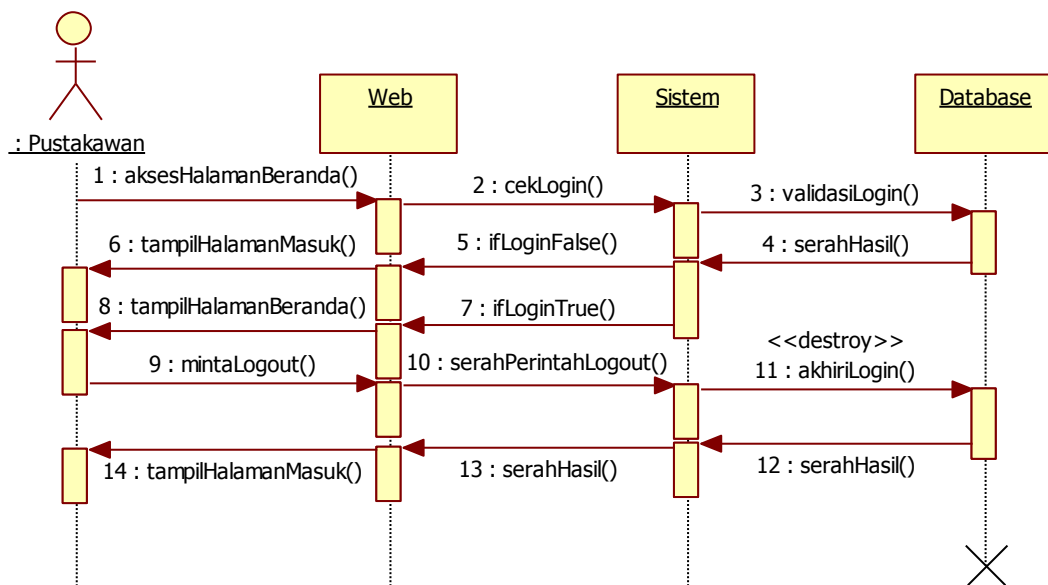 : Pustakawan
Web
Sistem
Database
1 : aksesHalamanBeranda()
2 : cekLogin()
3 : validasiLogin()
4 : serahHasil()
5 : ifLoginFalse()
6 : tampilHalamanMasuk()
7 : ifLoginTrue()
8 : tampilHalamanBeranda()
9 : mintaLogout()
10 : serahPerintahLogout()
<<destroy>>
11 : akhiriLogin()
12 : serahHasil()
13 : serahHasil()
14 : tampilHalamanMasuk()